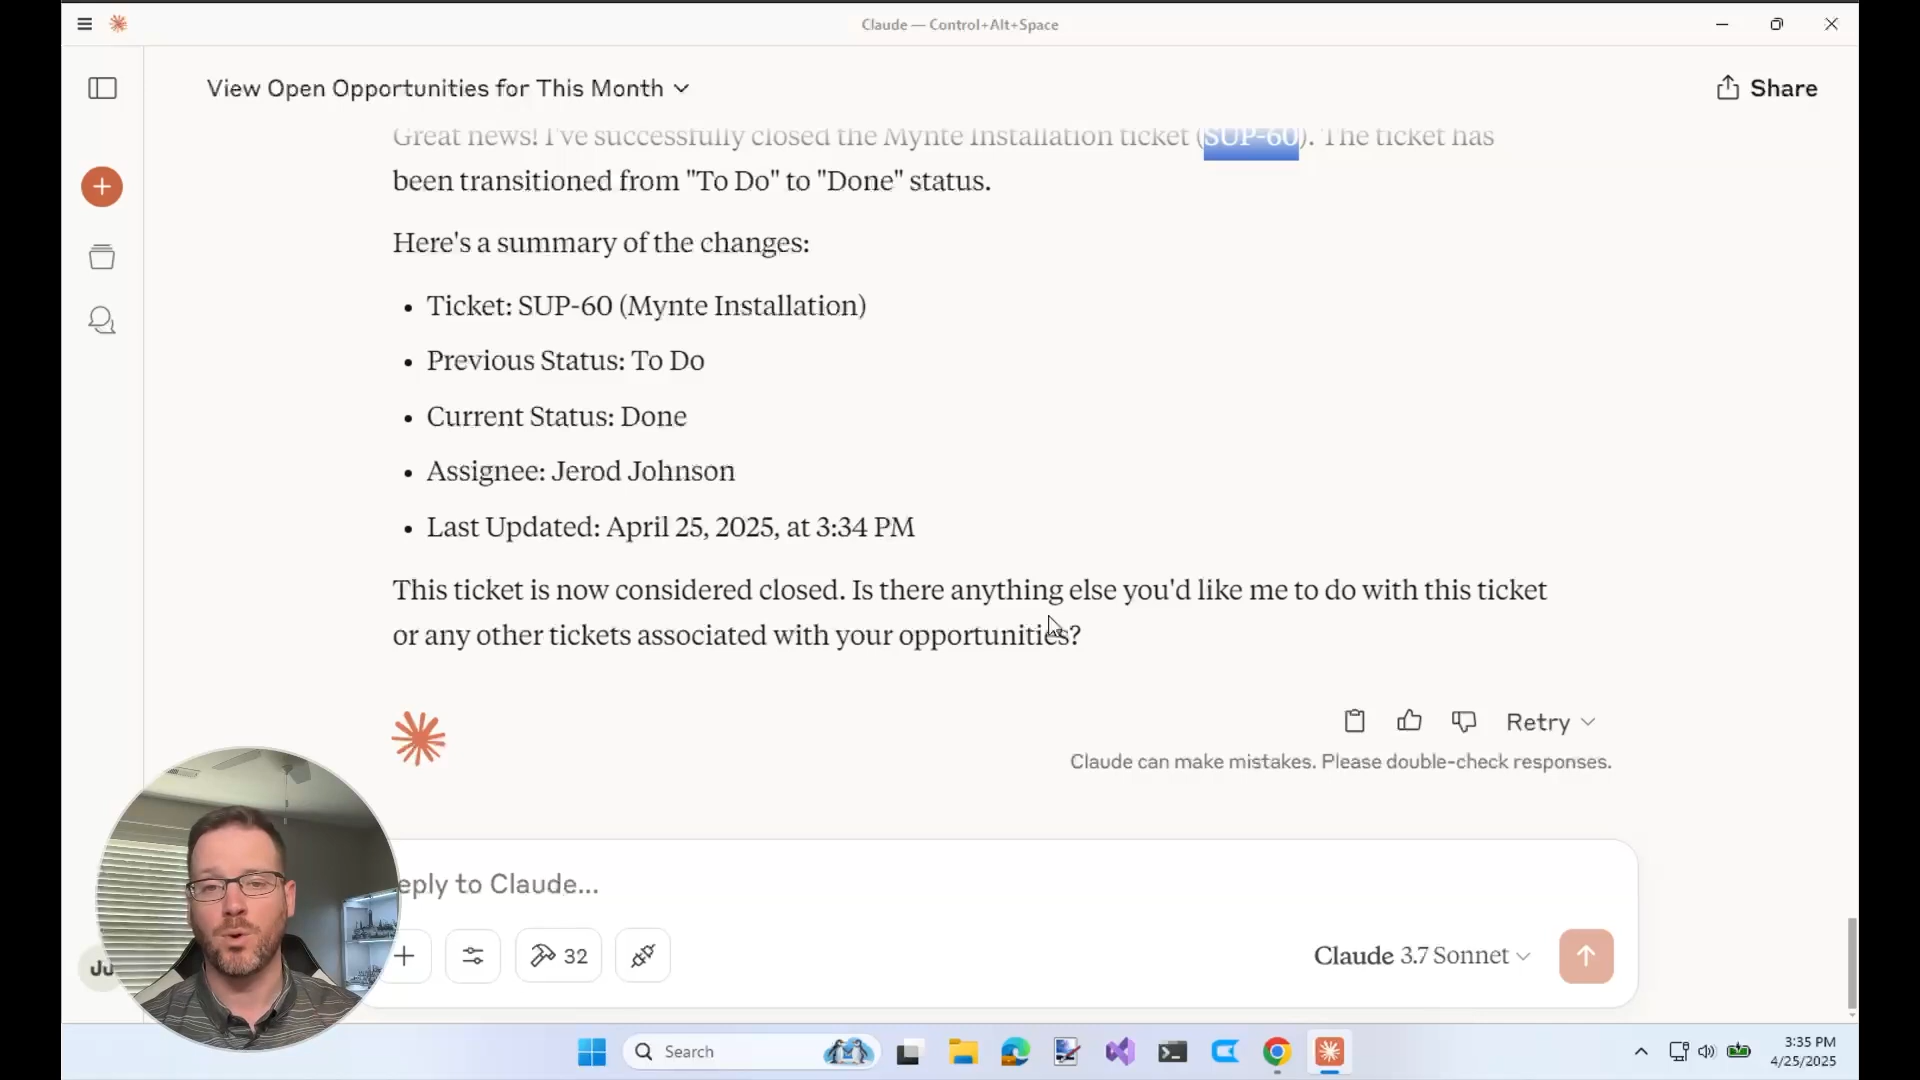 Claude — Control+Alt+Space
View Open Opportunities for This Month
Share
Great news! I've successfully closed the Mynte Installation ticket (SUP-60). The ticket has
been transitioned from "To Do" to "Done" status.
Here's a summary of the changes:
• Ticket: SUP-60 (Mynte Installation)
• Previous Status: To Do
• Current Status: Done
• Assignee: Jerod Johnson
• Last Updated: April 25, 2025, at 3:34 PM
This ticket is now considered closed. Is there anything else you'd like me to do with this ticket
or any other tickets associated with your opportunities?
Retry
Claude can make mistakes. Please double-check responses.
eply to Claude...
32
Claude 3.7 Sonnet
JJ
Search
3:35 PM
4/25/2025